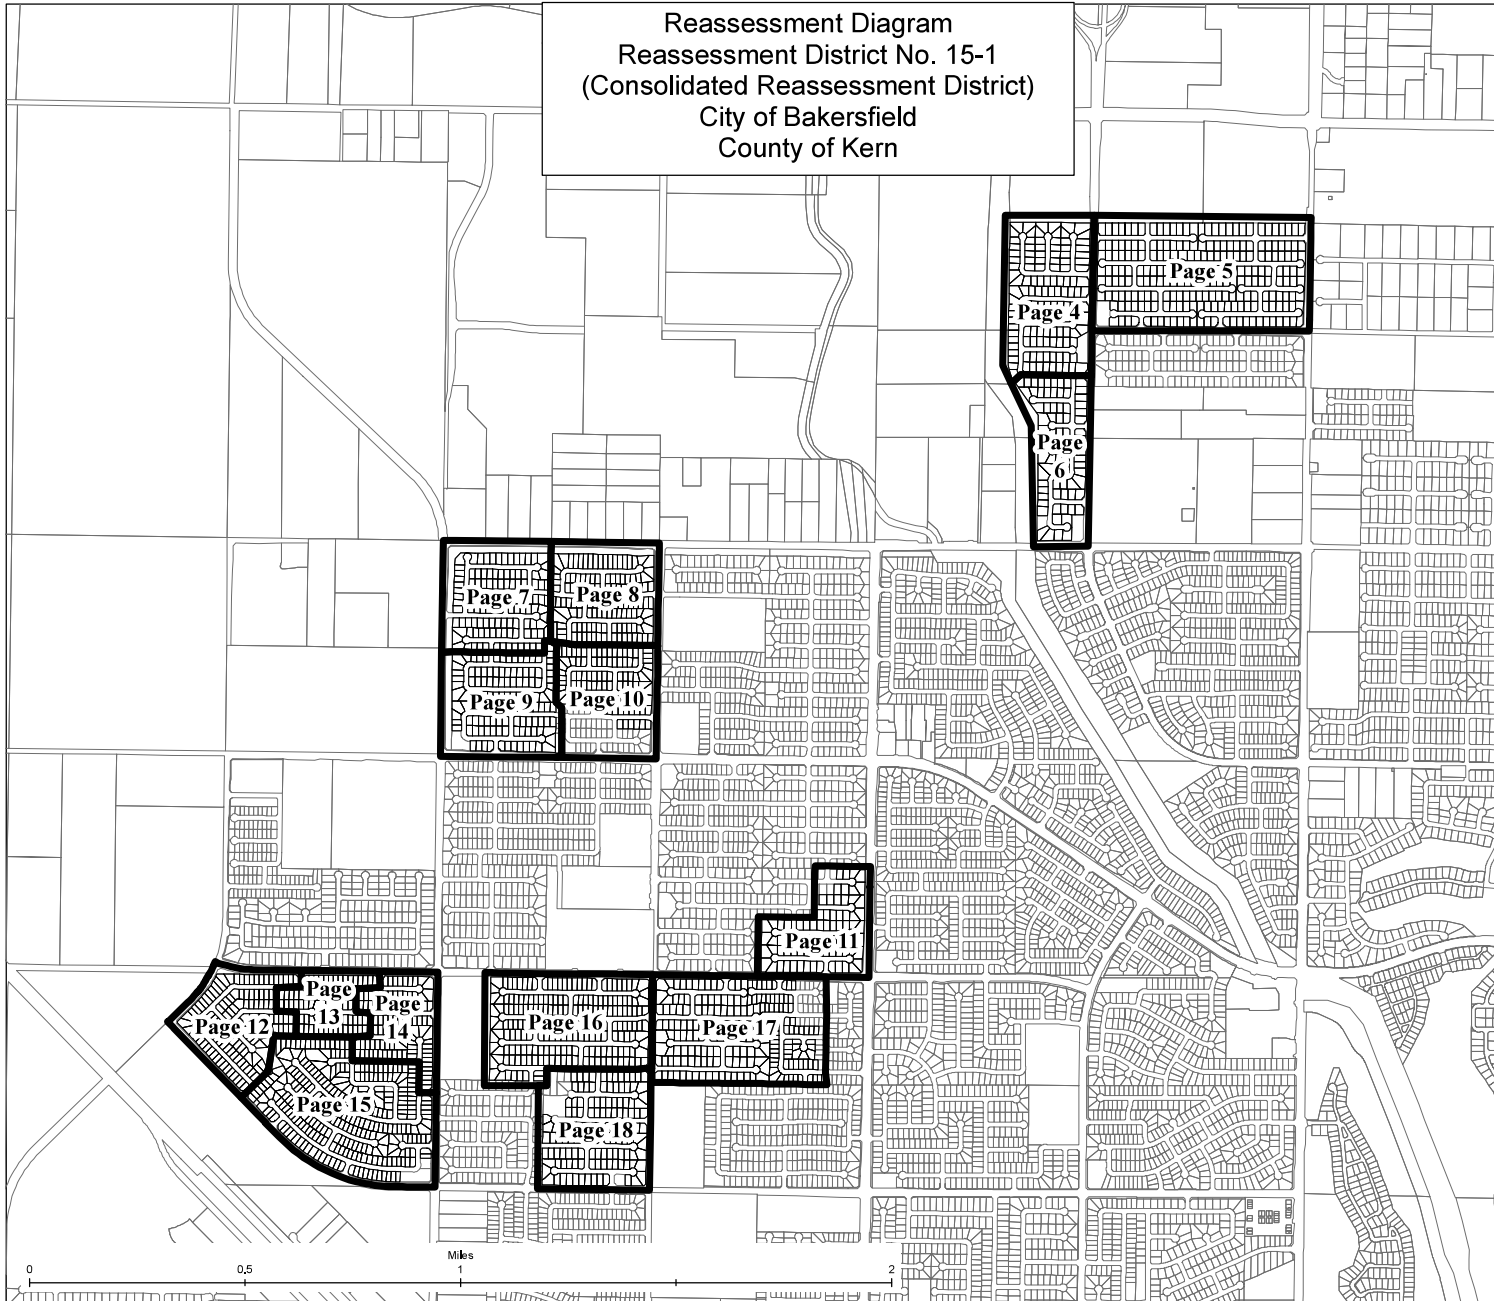 Reassessment Diagram
Reassessment District No. 15-1
(Consolidated Reassessment District)
City of Bakersfield
County of Kern
Page 5
Page 4
Page
6
Page 7
Page 8
Page 9
Page 10
Page 11
Page 12
Page
13
Page
14
Page 15
Page 16
Page 17
Page 18
Miles
0
0.5
1
2